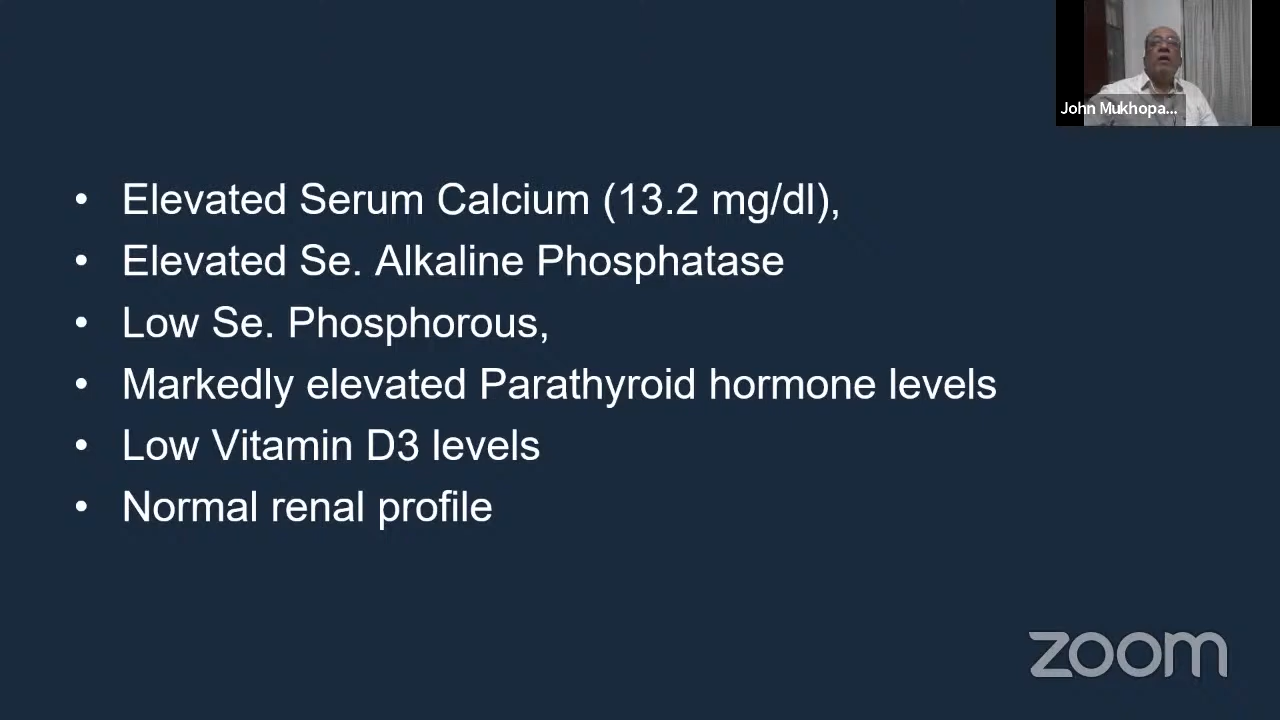 John Mukhopa...
• Elevated Serum Calcium (13.2 mg/dl),
• Elevated Se. Alkaline Phosphatase
• Low Se. Phosphorous,
• Markedly elevated Parathyroid hormone levels
• Low Vitamin D3 levels
• Normal renal profile
zoom